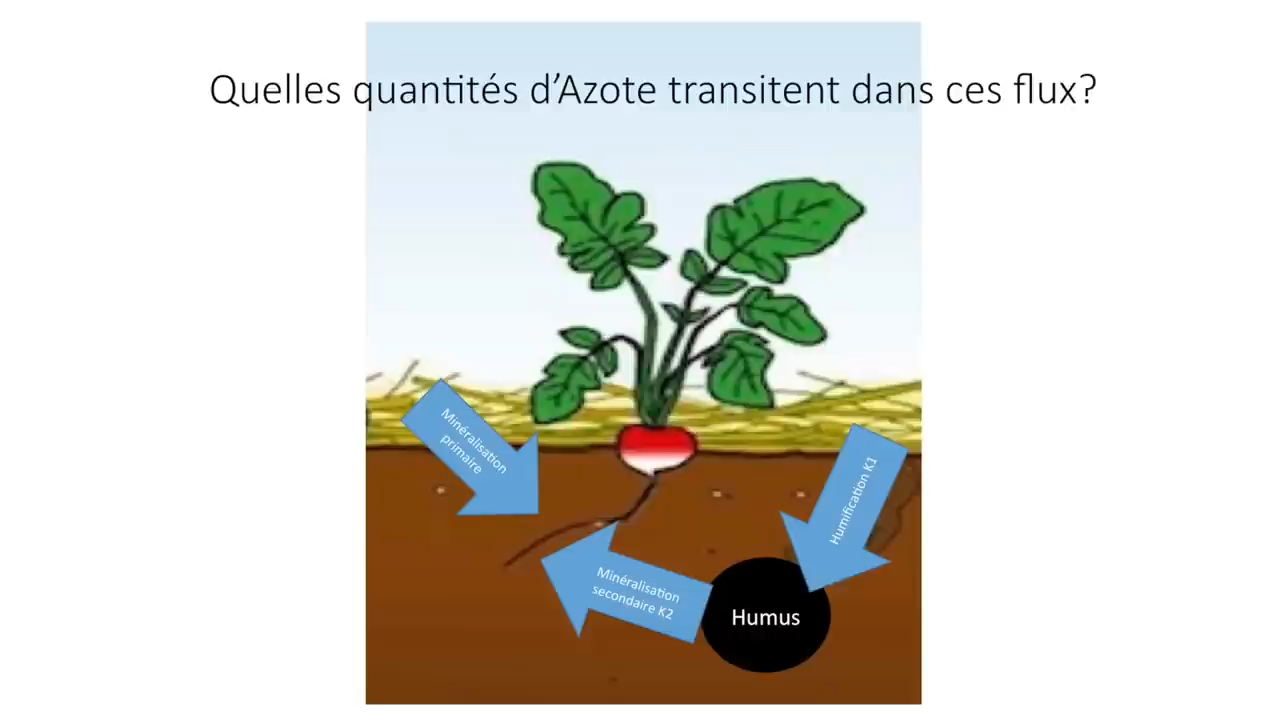 Quelles quantités d’Azote transitent dans ces flux?
Minéralisation
primaire
Humification K1
Minéralisation
secondaire K2
Humus